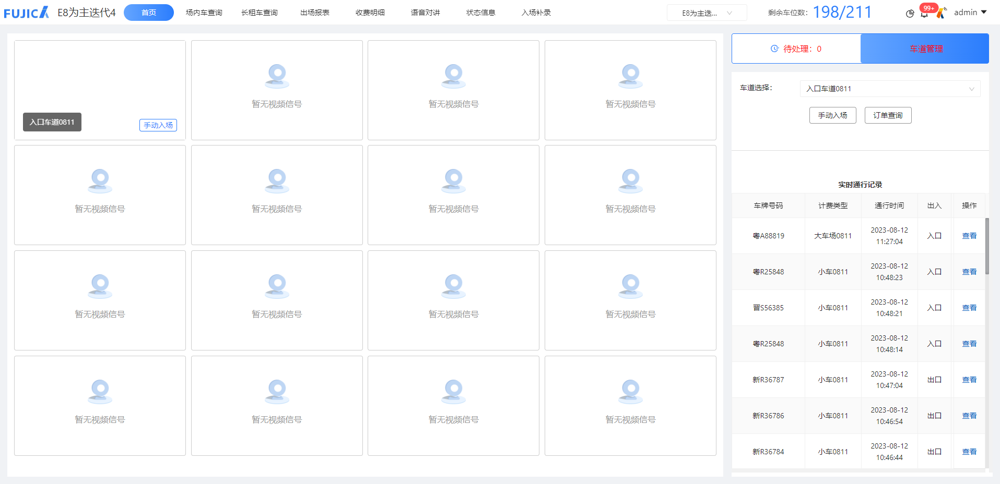 FUJICA E8为主迭代4 首页 场内车查询 长租车查询 出场报表 收费明细 语音对讲 状态信息 入场补录 E8为主迭... 剩余车位数: 198/211 99+ admin
待处理: 0 车道管理
车道选择: 入口车道0811
手动入场 订单查询
入口车道0811 手动入场
暂无视频信号 暂无视频信号 暂无视频信号
暂无视频信号 暂无视频信号 暂无视频信号 暂无视频信号
暂无视频信号 暂无视频信号 暂无视频信号 暂无视频信号
暂无视频信号 暂无视频信号 暂无视频信号 暂无视频信号
实时通行记录
车牌号码 计费类型 通行时间 出入 操作
粤A88819 大车场0811 2023-08-12 11:27:04 入口 查看
粤R25848 小车0811 2023-08-12 10:48:23 入口 查看
晋S56385 小车0811 2023-08-12 10:48:21 入口 查看
粤R25848 小车0811 2023-08-12 10:48:14 入口 查看
新R36787 小车0811 2023-08-12 10:47:04 出口 查看
新R36786 小车0811 2023-08-12 10:46:54 出口 查看
新R36784 小车0811 2023-08-12 10:46:44 出口 查看